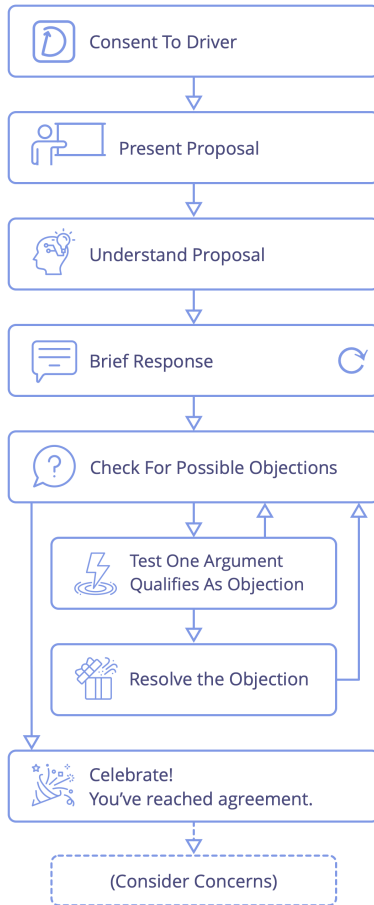 Consent To Driver
Present Proposal
Understand Proposal
Brief Response
?
Check For Possible Objections
Test One Argument
Qualifies As Objection
Resolve the Objection
Celebrate!
You’ve reached agreement.
(Consider Concerns)